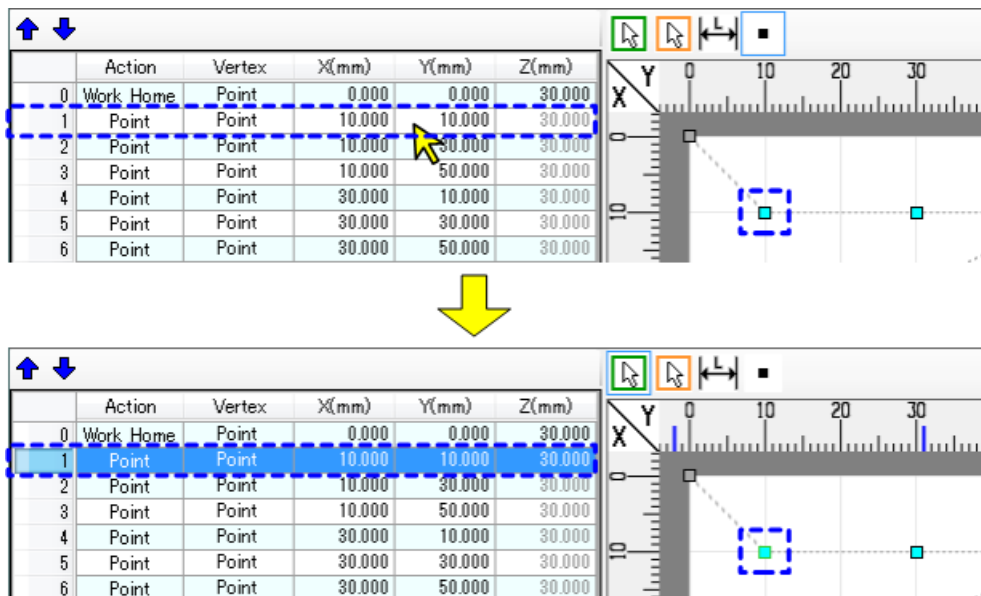 L
Action Vertex X(mm) Y(mm) Z(mm)
0 Work Home Point 0.000 0.000 30.000
1 Point Point 10.000 10.000 30.000
2 Point Point 10.000 30.000 30.000
3 Point Point 10.000 50.000 30.000
4 Point Point 30.000 10.000 30.000
5 Point Point 30.000 30.000 30.000
6 Point Point 30.000 50.000 30.000
Y 0 10 20 30
X
0
10
L
Action Vertex X(mm) Y(mm) Z(mm)
0 Work Home Point 0.000 0.000 30.000
1 Point Point 10.000 10.000 30.000
2 Point Point 10.000 30.000 30.000
3 Point Point 10.000 50.000 30.000
4 Point Point 30.000 10.000 30.000
5 Point Point 30.000 30.000 30.000
6 Point Point 30.000 50.000 30.000
Y 0 10 20 30
X
0
10